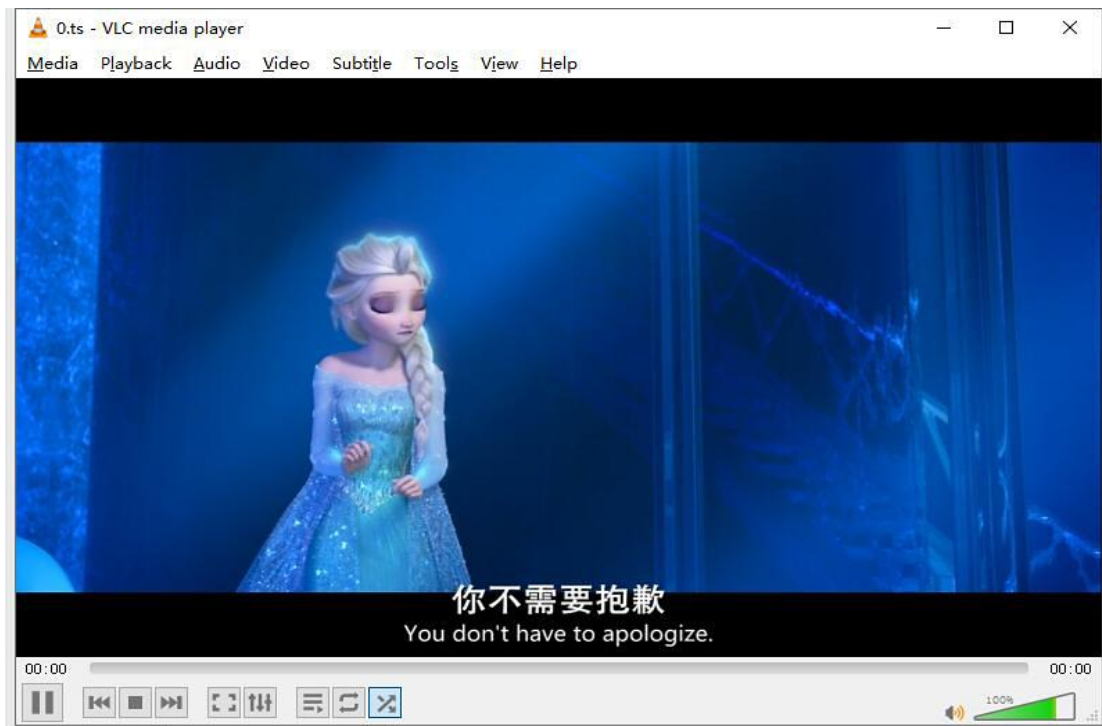 0.ts - VLC media player
Media Playback Audio Video Subtitle Tools View Help
你不需要抱歉
You don't have to apologize.
00:00 00:00
100%